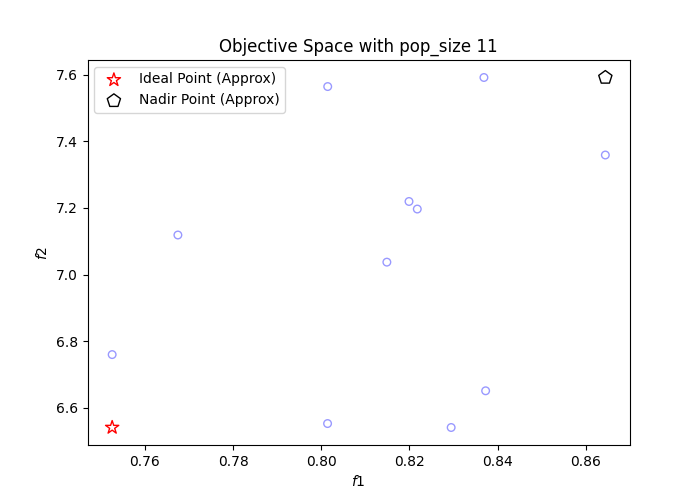 Objective Space with pop_size 11
Ideal Point (Approx)
Nadir Point (Approx)
7.6
7.4
7.2
7.0
6.8
6.6
f2
0.76 0.78 0.80 0.82 0.84 0.86
f1